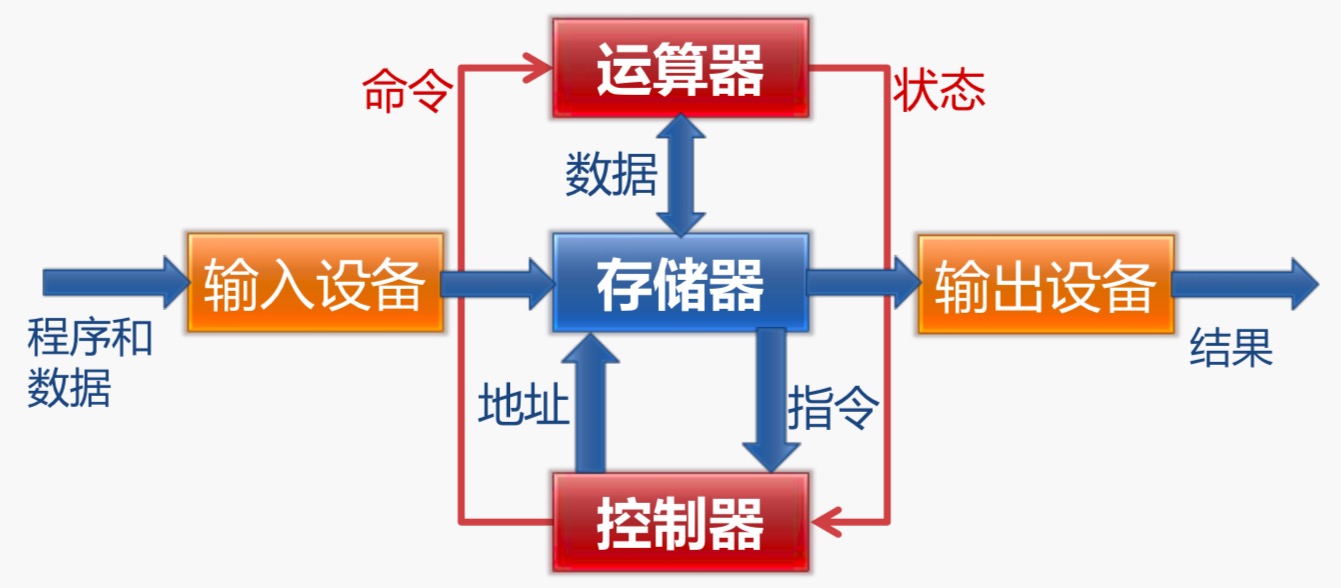 运算器
命令
状态
数据
输入设备
存储器
输出设备
程序和
数据
结果
地址
指令
控制器